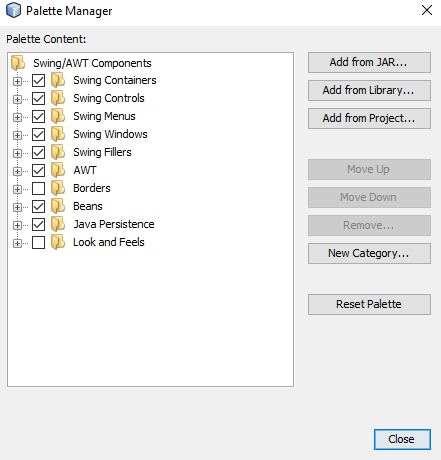 Palette Manager
Palette Content:
Swing/AWT Components
Swing Containers
Swing Controls
Swing Menus
Swing Windows
Swing Fillers
AWT
Borders
Beans
Java Persistence
Look and Feels
Add from JAR...
Add from Library...
Add from Project...
Move Up
Move Down
Remove...
New Category...
Reset Palette
Close